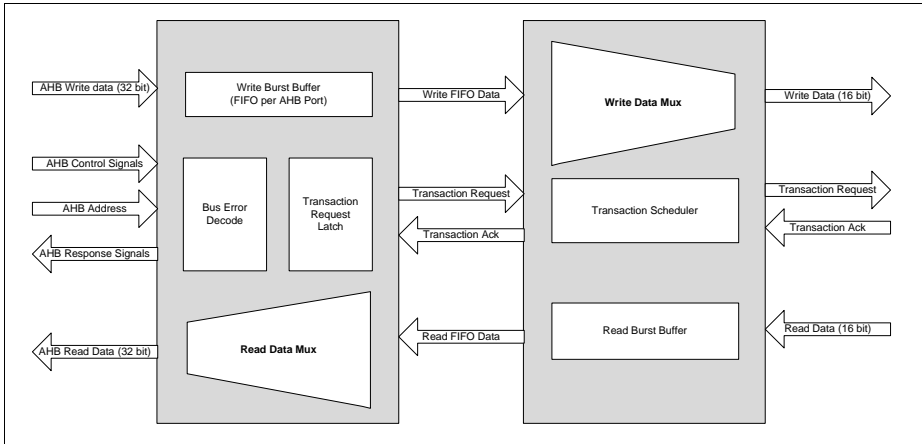 AHB Write data (32 bit)
AHB Control Signals
AHB Address
AHB Response Signals
AHB Read Data (32 bit)
Write Burst Buffer
(FIFO per AHB Port)
Bus Error
Decode
Transaction
Request
Latch
Read Data Mux
Write FIFO Data
Transaction Request
Transaction Ack
Read FIFO Data
Write Data Mux
Transaction Scheduler
Read Burst Buffer
Write Data (16 bit)
Transaction Request
Transaction Ack
Read Data (16 bit)